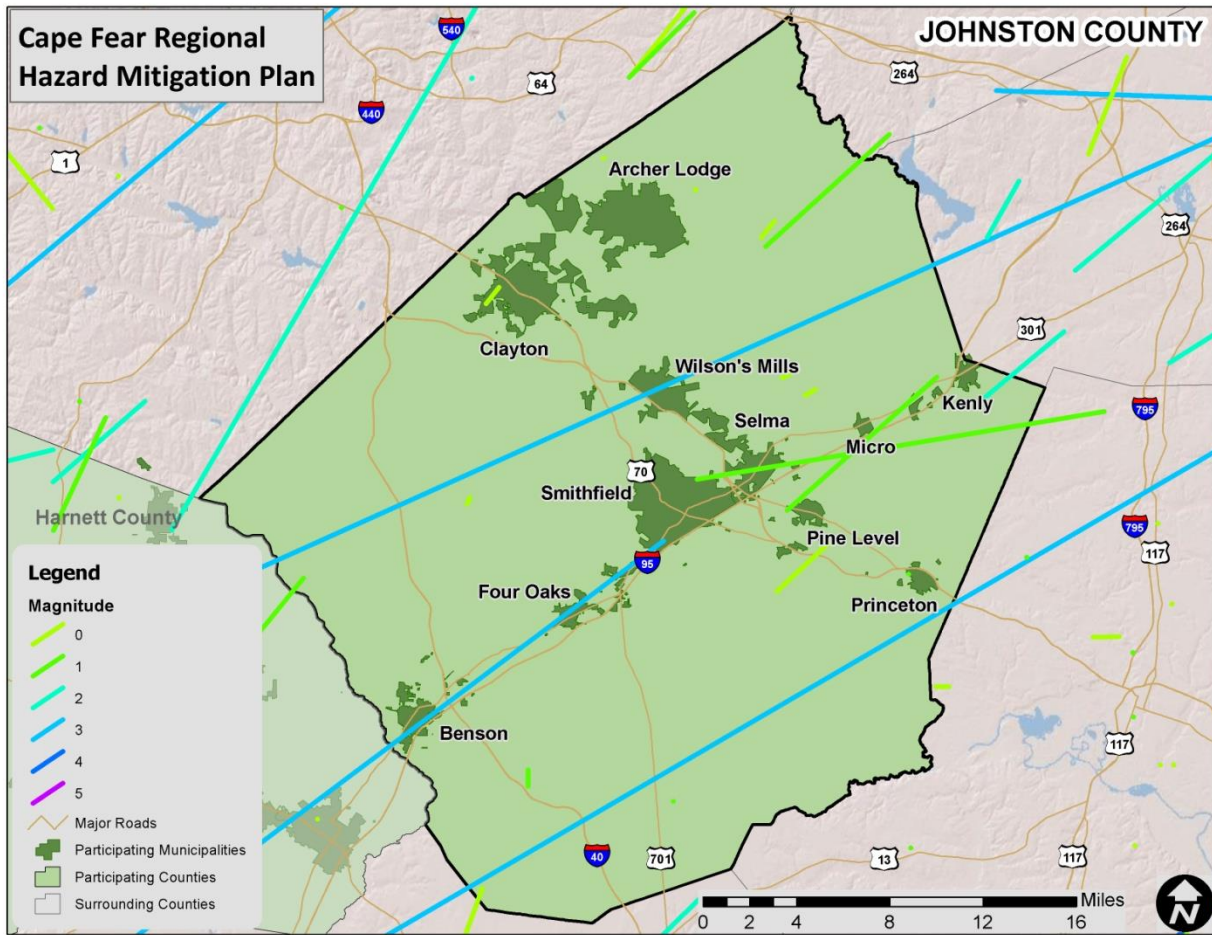 Cape Fear Regional
Hazard Mitigation Plan
JOHNSTON COUNTY
540
64
264
440
1
Archer Lodge
264
301
Clayton
Wilson's Mills
Kenly
795
Selma
Micro
70
Smithfield
Harnett County
795
117
Pine Level
95
Four Oaks
Princeton
Benson
117
40
701
13
117
Legend
Magnitude
0
1
2
3
4
5
Major Roads
Participating Municipalities
Participating Counties
Surrounding Counties
Miles
0 2 4 8 12 16
N